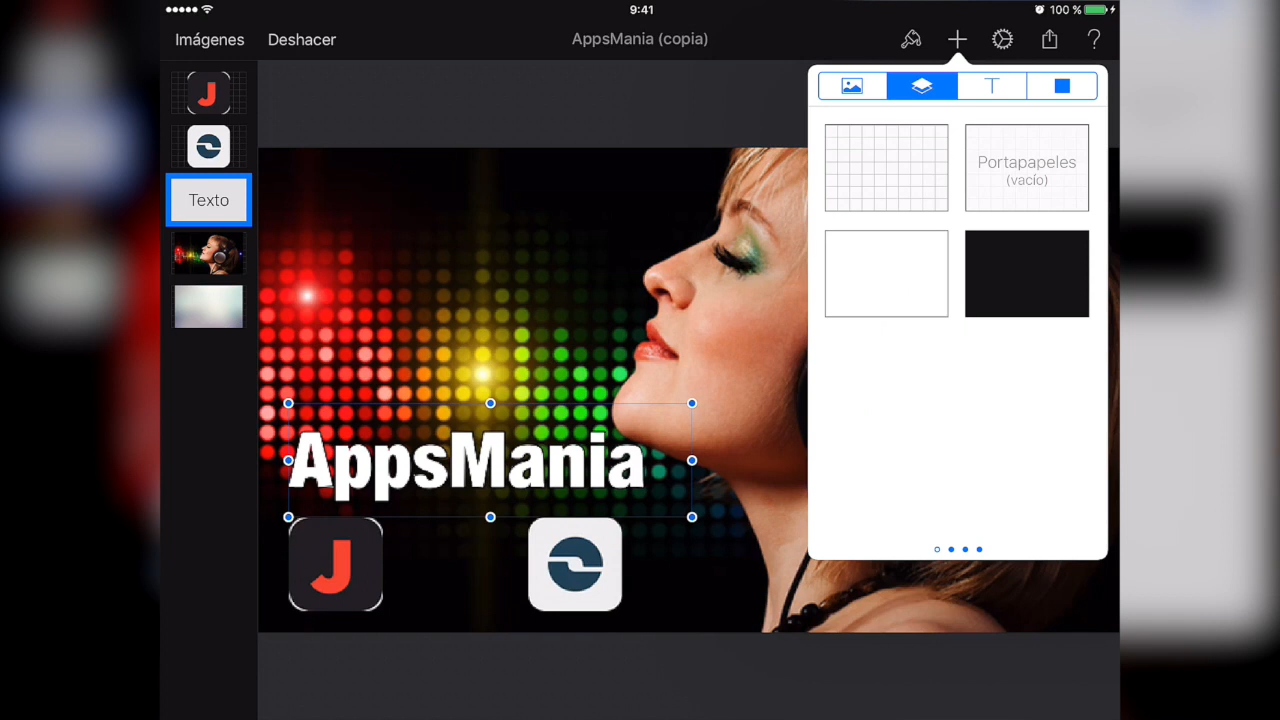 9:41
100 %
Imágenes
Deshacer
AppsMania (copia)
?
J
Texto
T
Portapapeles
(vacío)
AppsMania
J